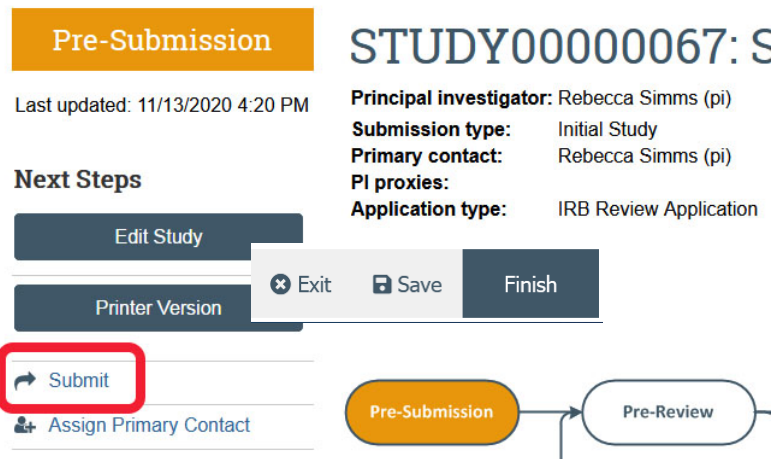 Pre-Submission
Last updated: 11/13/2020 4:20 PM
Next Steps
Edit Study
Printer Version
Submit
Assign Primary Contact
STUDY00000067: S
Principal investigator: Rebecca Simms (pi)
Submission type: Initial Study
Primary contact: Rebecca Simms (pi)
PI proxies:
Application type: IRB Review Application
Exit Save Finish
Pre-Submission Pre-Review